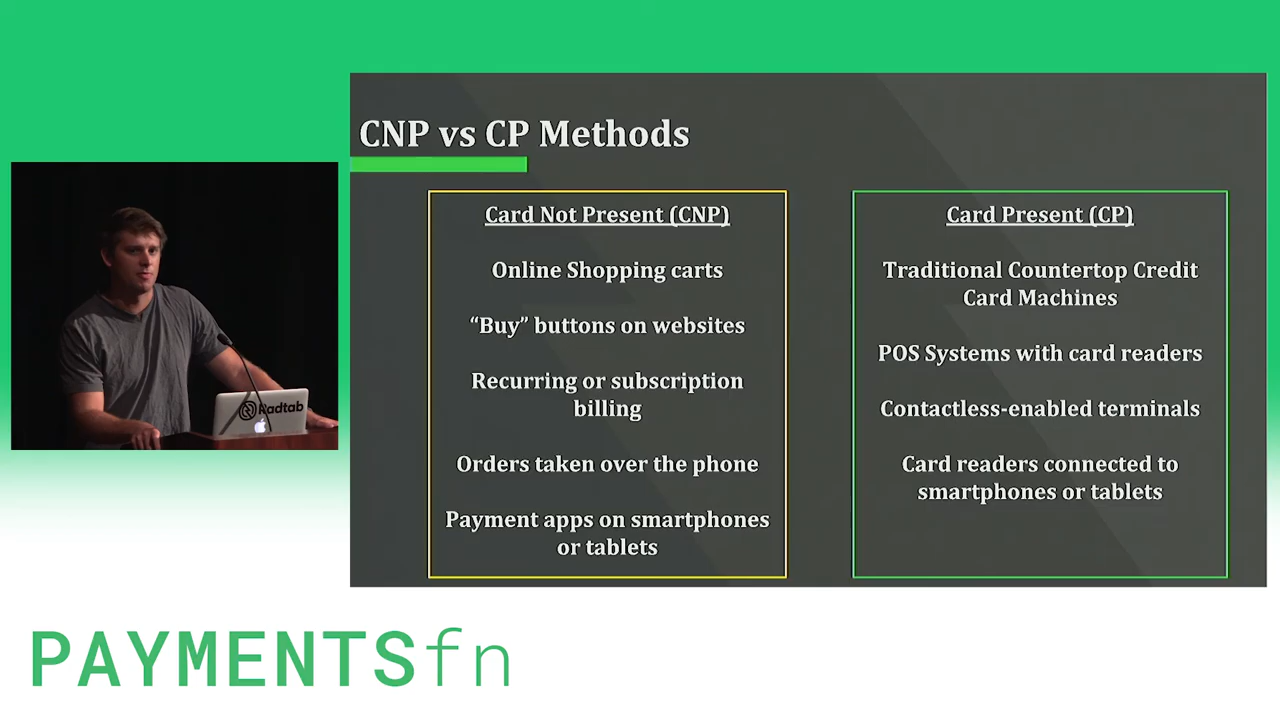 CNP vs CP Methods
Card Not Present (CNP)
Online Shopping carts
“Buy” buttons on websites
Recurring or subscription
billing
Orders taken over the phone
Payment apps on smartphones
or tablets
Card Present (CP)
Traditional Countertop Credit
Card Machines
POS Systems with card readers
Contactless-enabled terminals
Card readers connected to
smartphones or tablets
Radtab
PAYMENTSfn